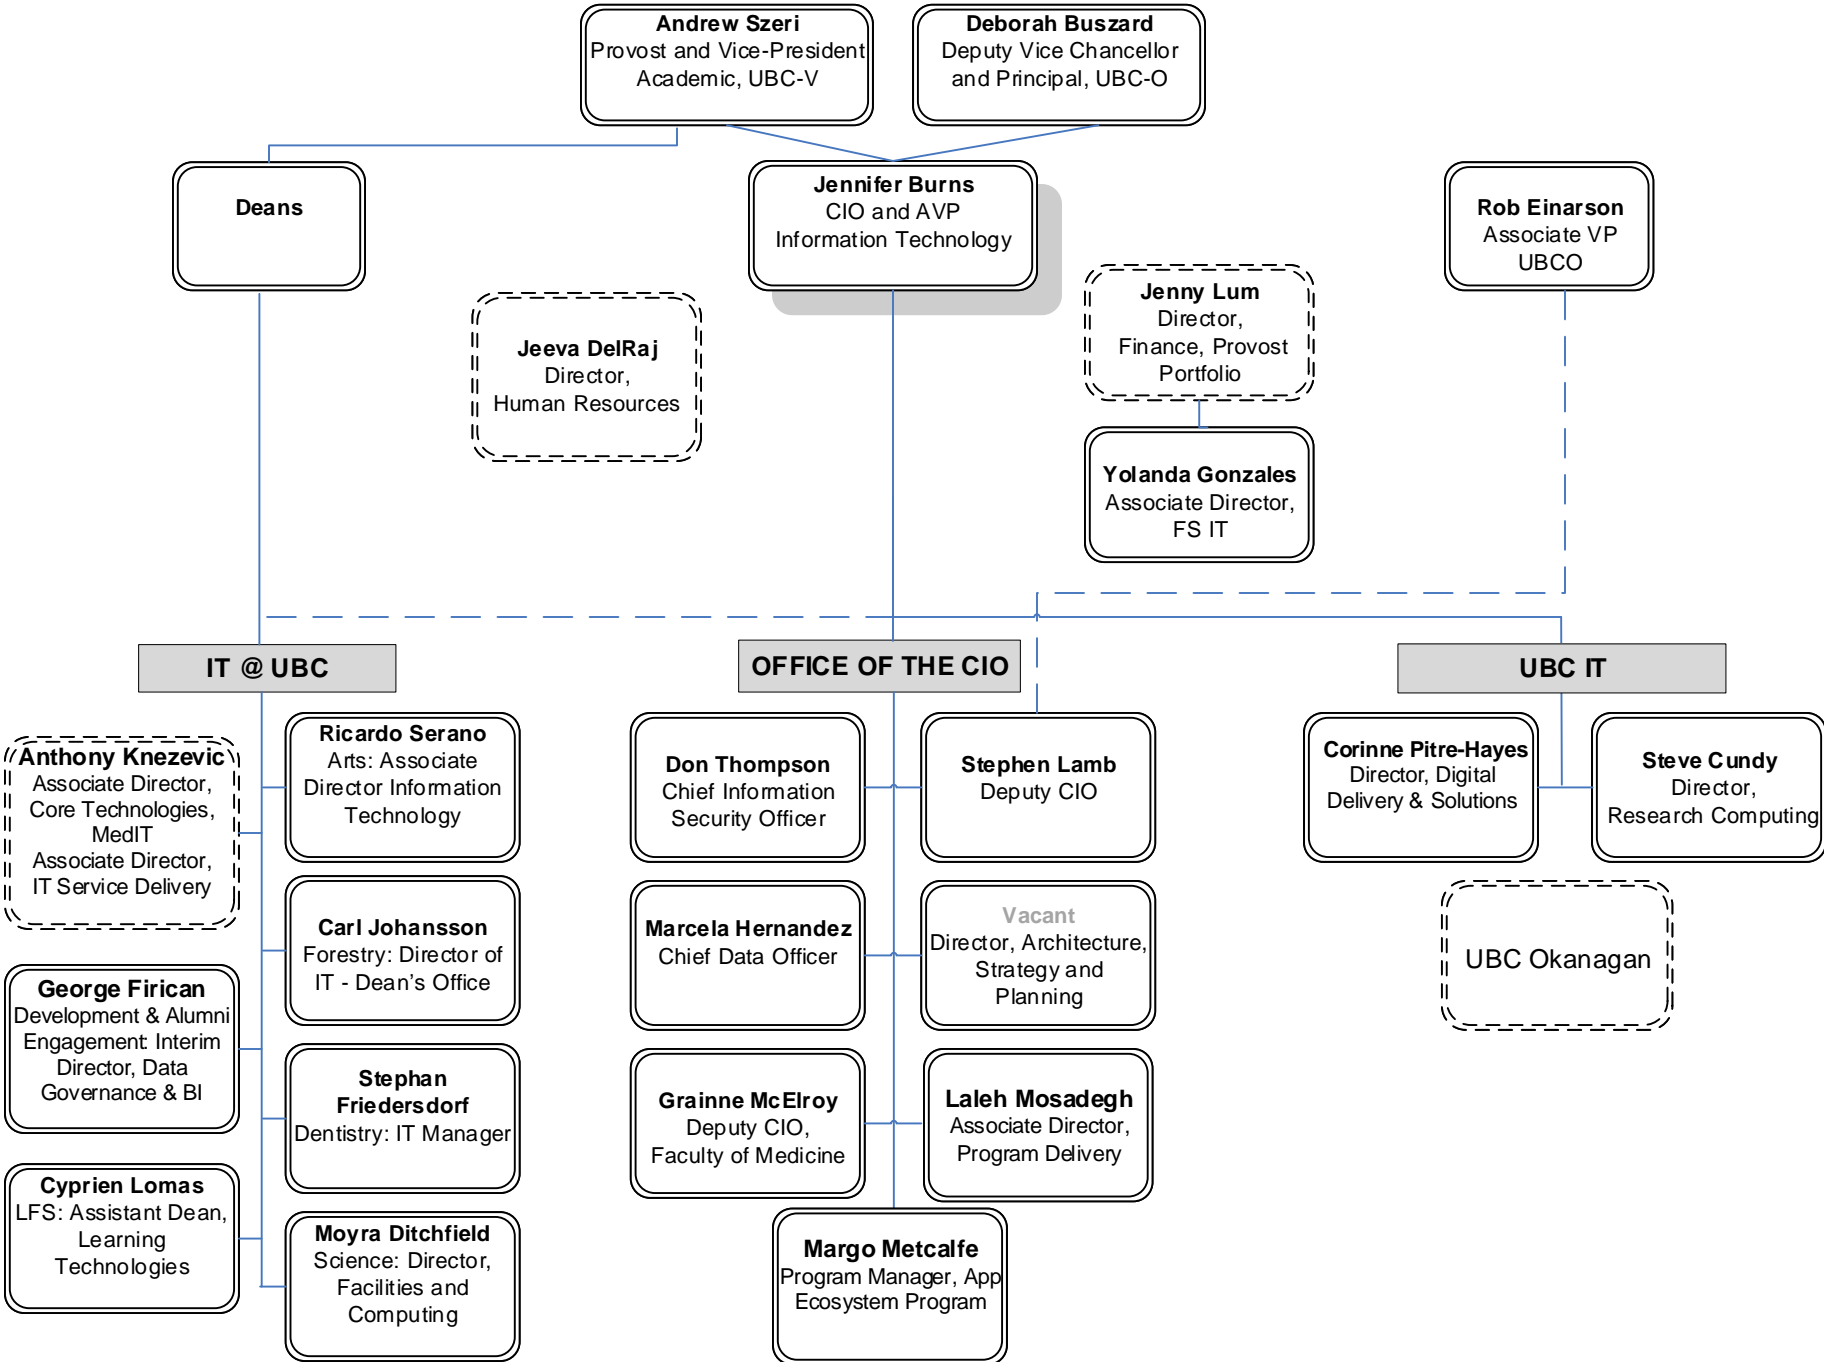 Andrew Szeri
Provost and Vice-President
Academic, UBC-V
Deborah Buszard
Deputy Vice Chancellor
and Principal, UBC-O
Deans
Jennifer Burns
CIO and AVP
Information Technology
Rob Einarson
Associate VP
UBCO
Jeeva DelRaj
Director,
Human Resources
Jenny Lum
Director,
Finance, Provost
Portfolio
Yolanda Gonzales
Associate Director,
FS IT
IT @ UBC
OFFICE OF THE CIO
UBC IT
Anthony Knezevic
Associate Director,
Core Technologies,
MedIT
Associate Director,
IT Service Delivery
Ricardo Serano
Arts: Associate
Director Information
Technology
Carl Johansson
Forestry: Director of
IT - Dean’s Office
George Firican
Development & Alumni
Engagement: Interim
Director, Data
Governance & BI
Stephan
Friedersdorf
Dentistry: IT Manager
Cyprien Lomas
LFS: Assistant Dean,
Learning
Technologies
Moyra Ditchfield
Science: Director,
Facilities and
Computing
Don Thompson
Chief Information
Security Officer
Stephen Lamb
Deputy CIO
Marcela Hernandez
Chief Data Officer
Vacant
Director, Architecture,
Strategy and
Planning
Grainne McElroy
Deputy CIO,
Faculty of Medicine
Laleh Mosadegh
Associate Director,
Program Delivery
Margo Metcalfe
Program Manager, App
Ecosystem Program
Corinne Pitre-Hayes
Director, Digital
Delivery & Solutions
Steve Cundy
Director,
Research Computing
UBC Okanagan